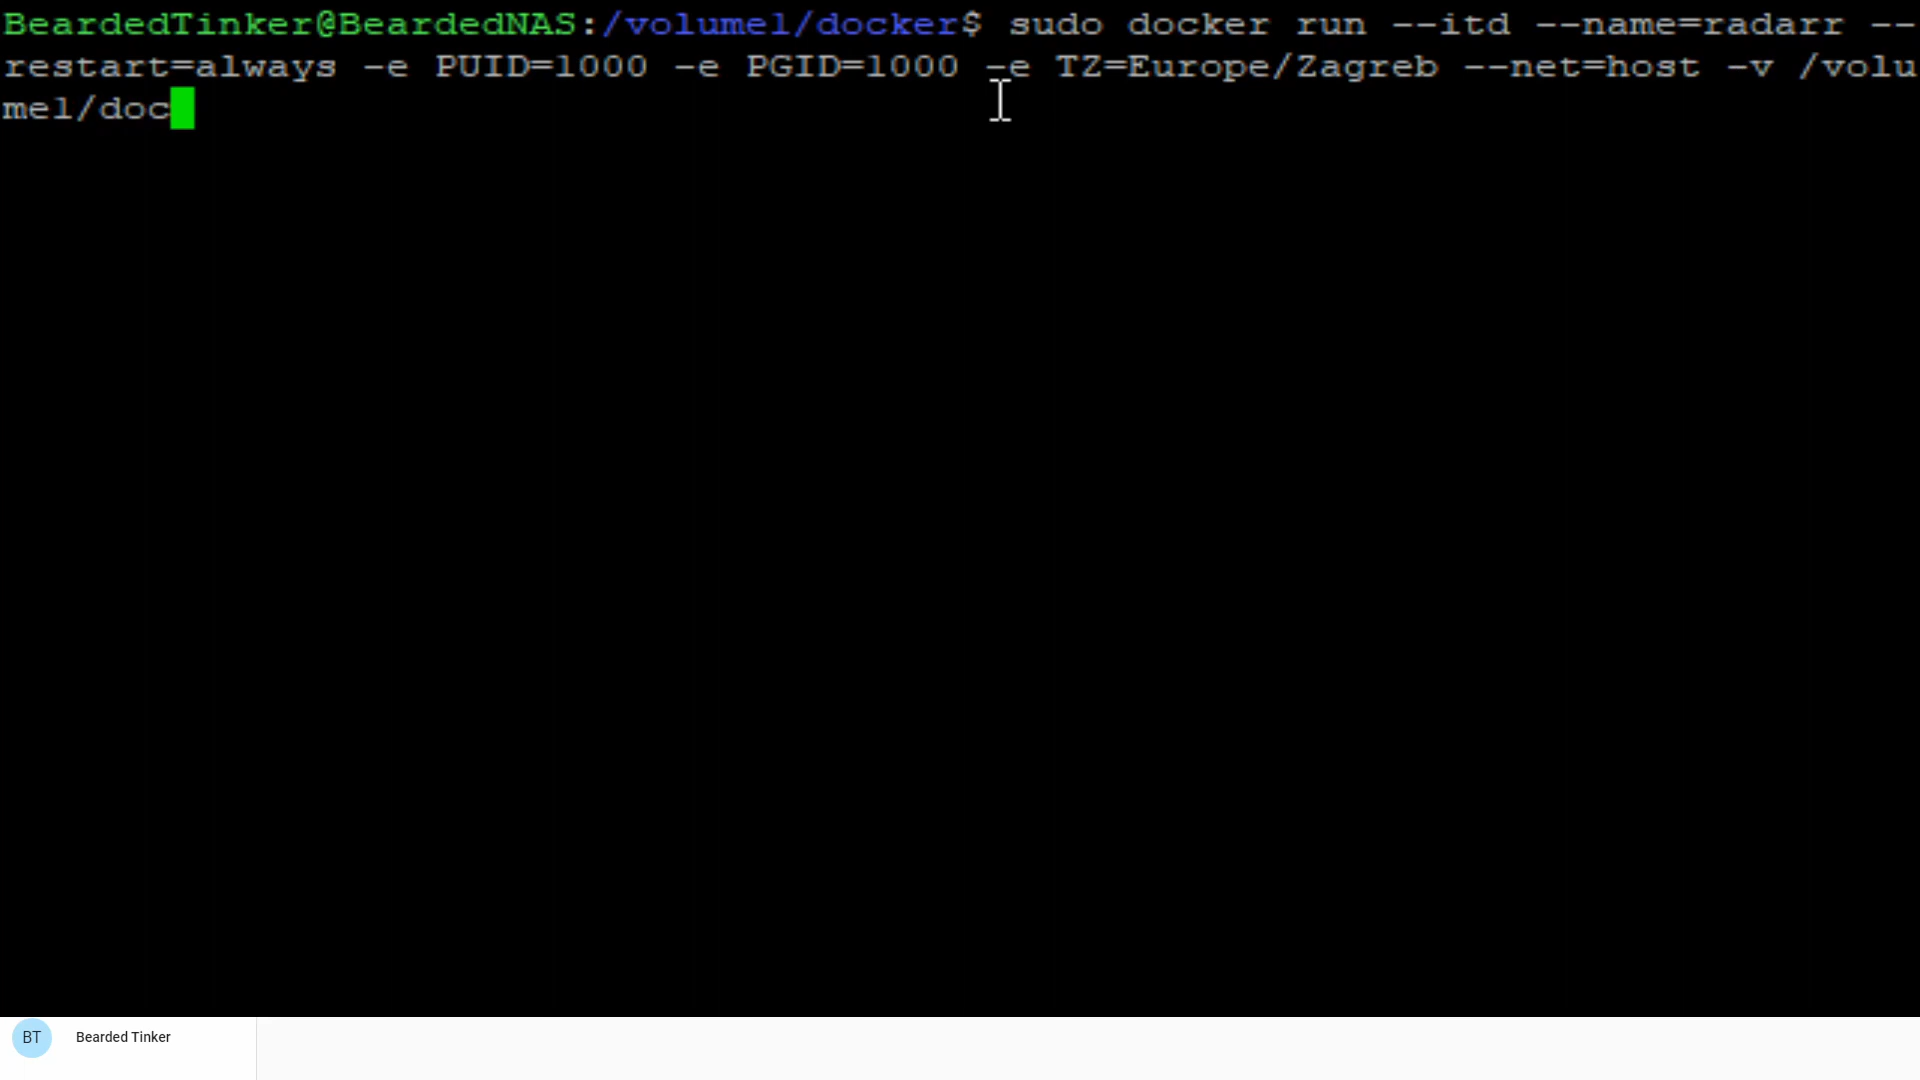 BeardedTinker@BeardedNAS:/volume1/docker$ sudo docker run --itd --name=radarr --
restart=always -e PUID=1000 -e PGID=1000 -e TZ=Europe/Zagreb --net=host -v /volu
me1/doc
BT Bearded Tinker